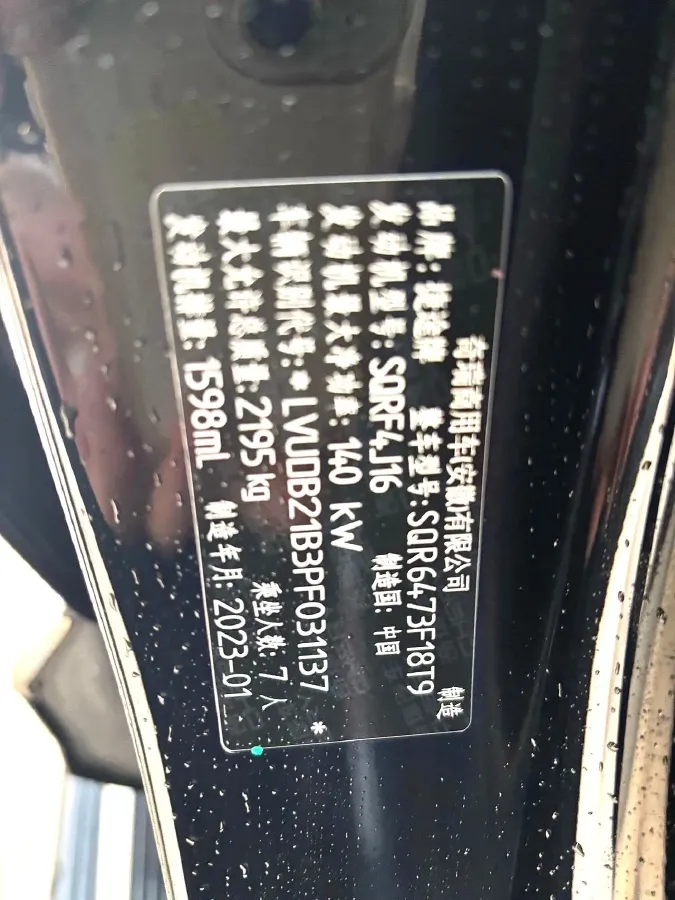 奇瑞商用车(安徽)有限公司 制造
品牌:捷途牌 整车型号:SQR6473F18T9
发动机型号:SQRF4J16 制造国:中国
发动机最大净功率:140 kW
车辆识别代号:*LVUDB21B3PF031137*
最大允许总质量:2195kg 乘坐人数:7人
发动机排量:1598mL 制造年月:2023-01